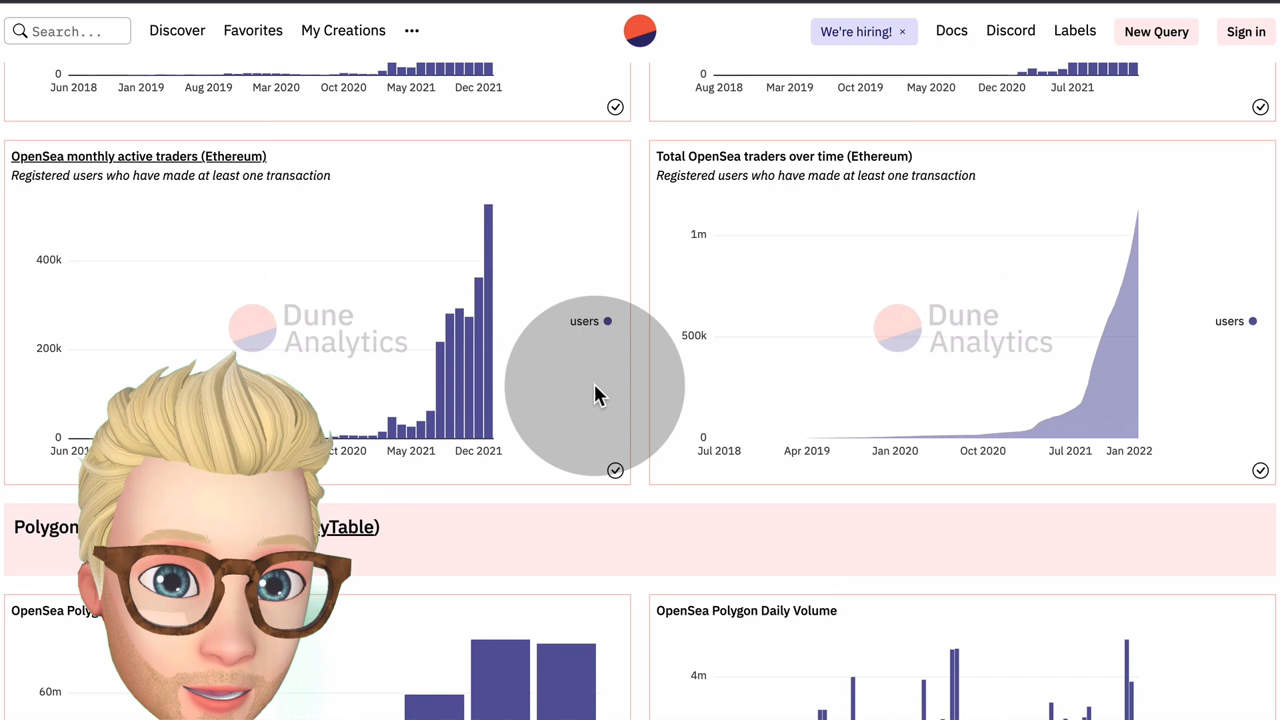 Search...
Discover
Favorites
My Creations
We're hiring! ×
Docs
Discord
Labels
New Query
Sign in
0
Jun 2018
Jan 2019
Aug 2019
Mar 2020
Oct 2020
May 2021
Dec 2021
0
Aug 2018
Mar 2019
Oct 2019
May 2020
Dec 2020
Jul 2021
OpenSea monthly active traders (Ethereum)
Registered users who have made at least one transaction
400k
200k
0
Dune
Analytics
users
May 2021
Dec 2021
Total OpenSea traders over time (Ethereum)
Registered users who have made at least one transaction
1m
500k
0
Dune
Analytics
users
Jul 2018
Apr 2019
Jan 2020
Oct 2020
Jul 2021
Jan 2022
Polygon
yTable)
OpenSea
60m
OpenSea Polygon Daily Volume
4m